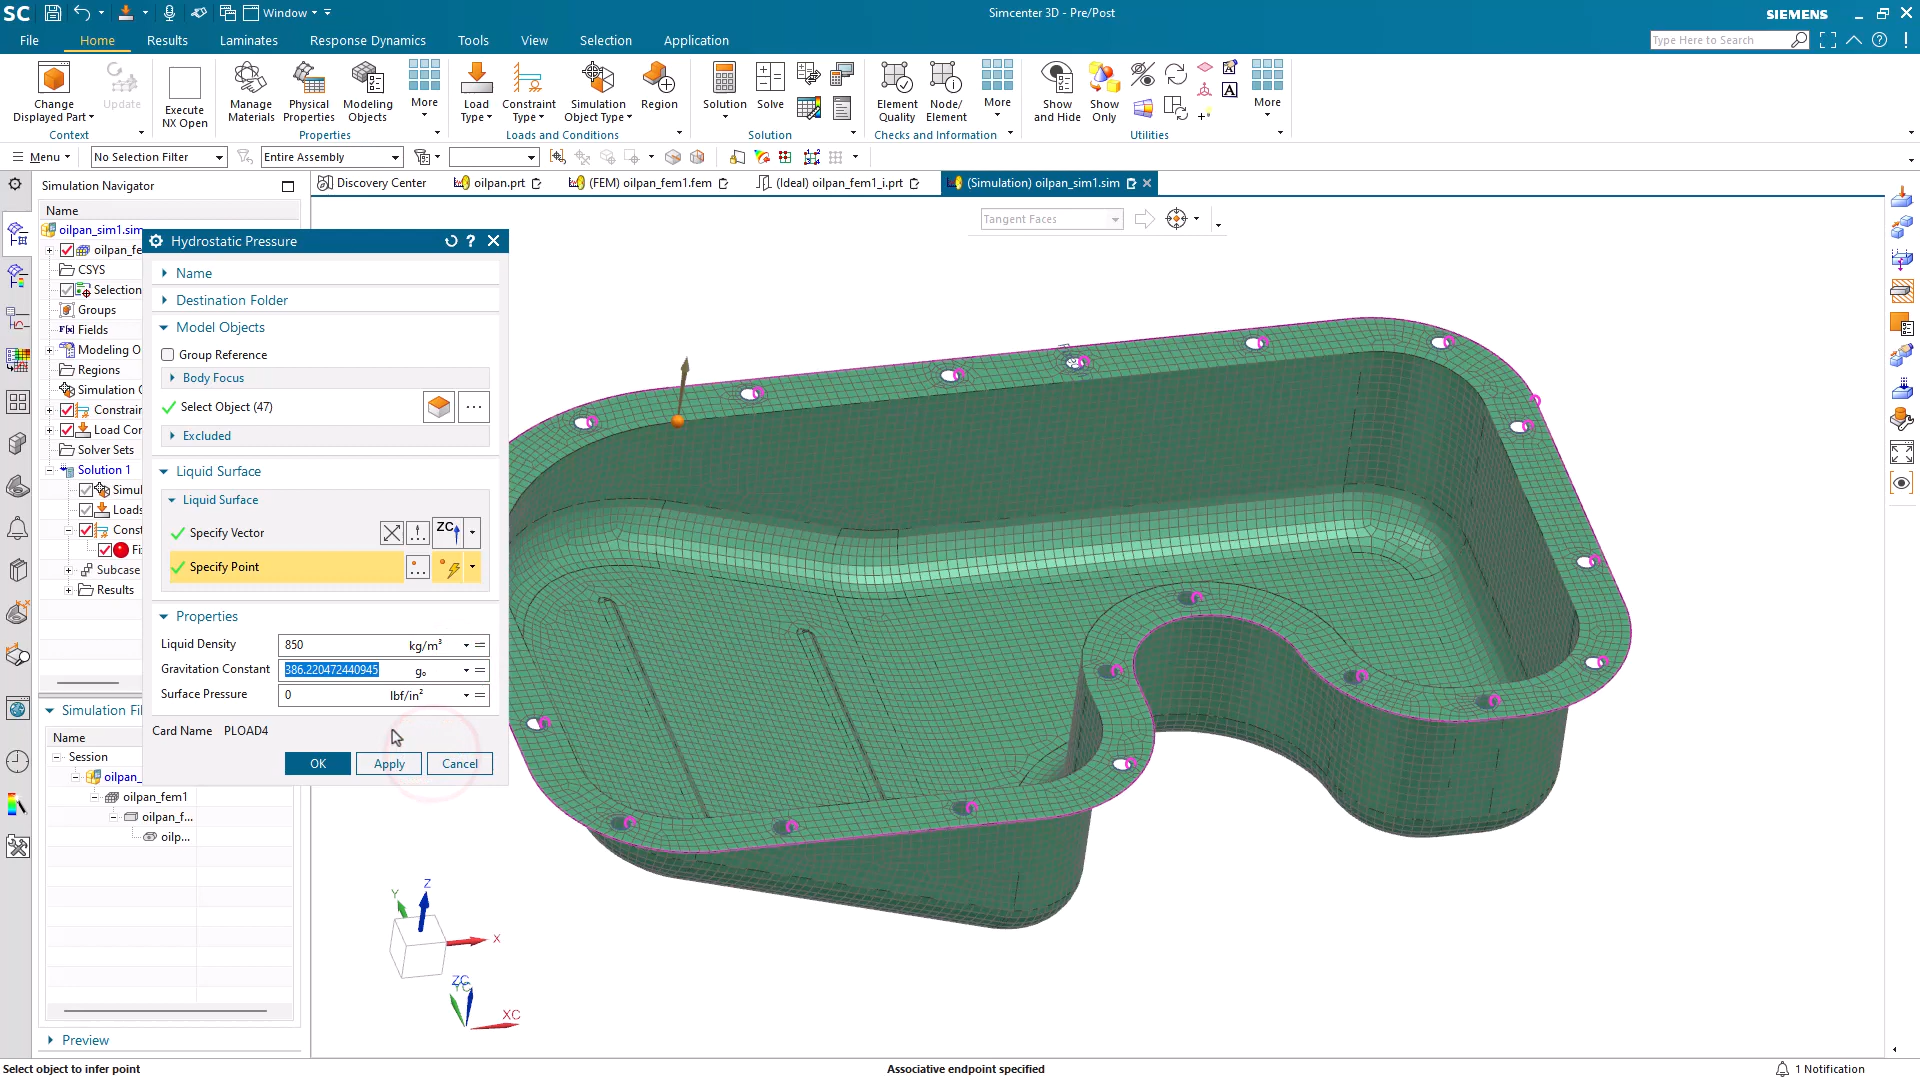 SC
Window
Simcenter 3D - Pre/Post
SIEMENS
File
Home
Results
Laminates
Response Dynamics
Tools
View
Selection
Application
Type Here to Search
Change
Displayed Part
Update
Execute
NX Open
Manage
Materials
Physical
Properties
Modeling
Objects
More
Load
Type
Constraint
Type
Simulation
Object Type
Region
Solution
Solve
Element
Quality
Node/
Element
More
Show
and Hide
Show
Only
More
Context
Properties
Loads and Conditions
Solution
Checks and Information
Utilities
Menu
No Selection Filter
Entire Assembly
Simulation Navigator
Discovery Center
oilpan.prt
(FEM) oilpan_fem1.fem
(Ideal) oilpan_fem1_i.prt
(Simulation) oilpan_sim1.sim
Tangent Faces
Name
oilpan_sim1.sim
oilpan_fe
CSYS
Selection
Groups
Fields
Modeling O
Regions
Simulation O
Constrain
Load Con
Solver Sets
Solution 1
Simul
Loads
Const
Fi
Subcase
Results
Hydrostatic Pressure
Name
Destination Folder
Model Objects
Group Reference
Body Focus
Select Object (47)
Excluded
Liquid Surface
Liquid Surface
Specify Vector
ZC
Specify Point
Properties
Liquid Density 850 kg/m³
Gravitation Constant 386.220472440945 g₀
Surface Pressure 0 lbf/in²
Card Name PLOAD4
OK
Apply
Cancel
Simulation Fil
Name
Session
oilpan_
oilpan_fem1
oilpan_f...
oilp...
Preview
Z
Y
X
ZC
YC
XC
Select object to infer point
Associative endpoint specified
1 Notification